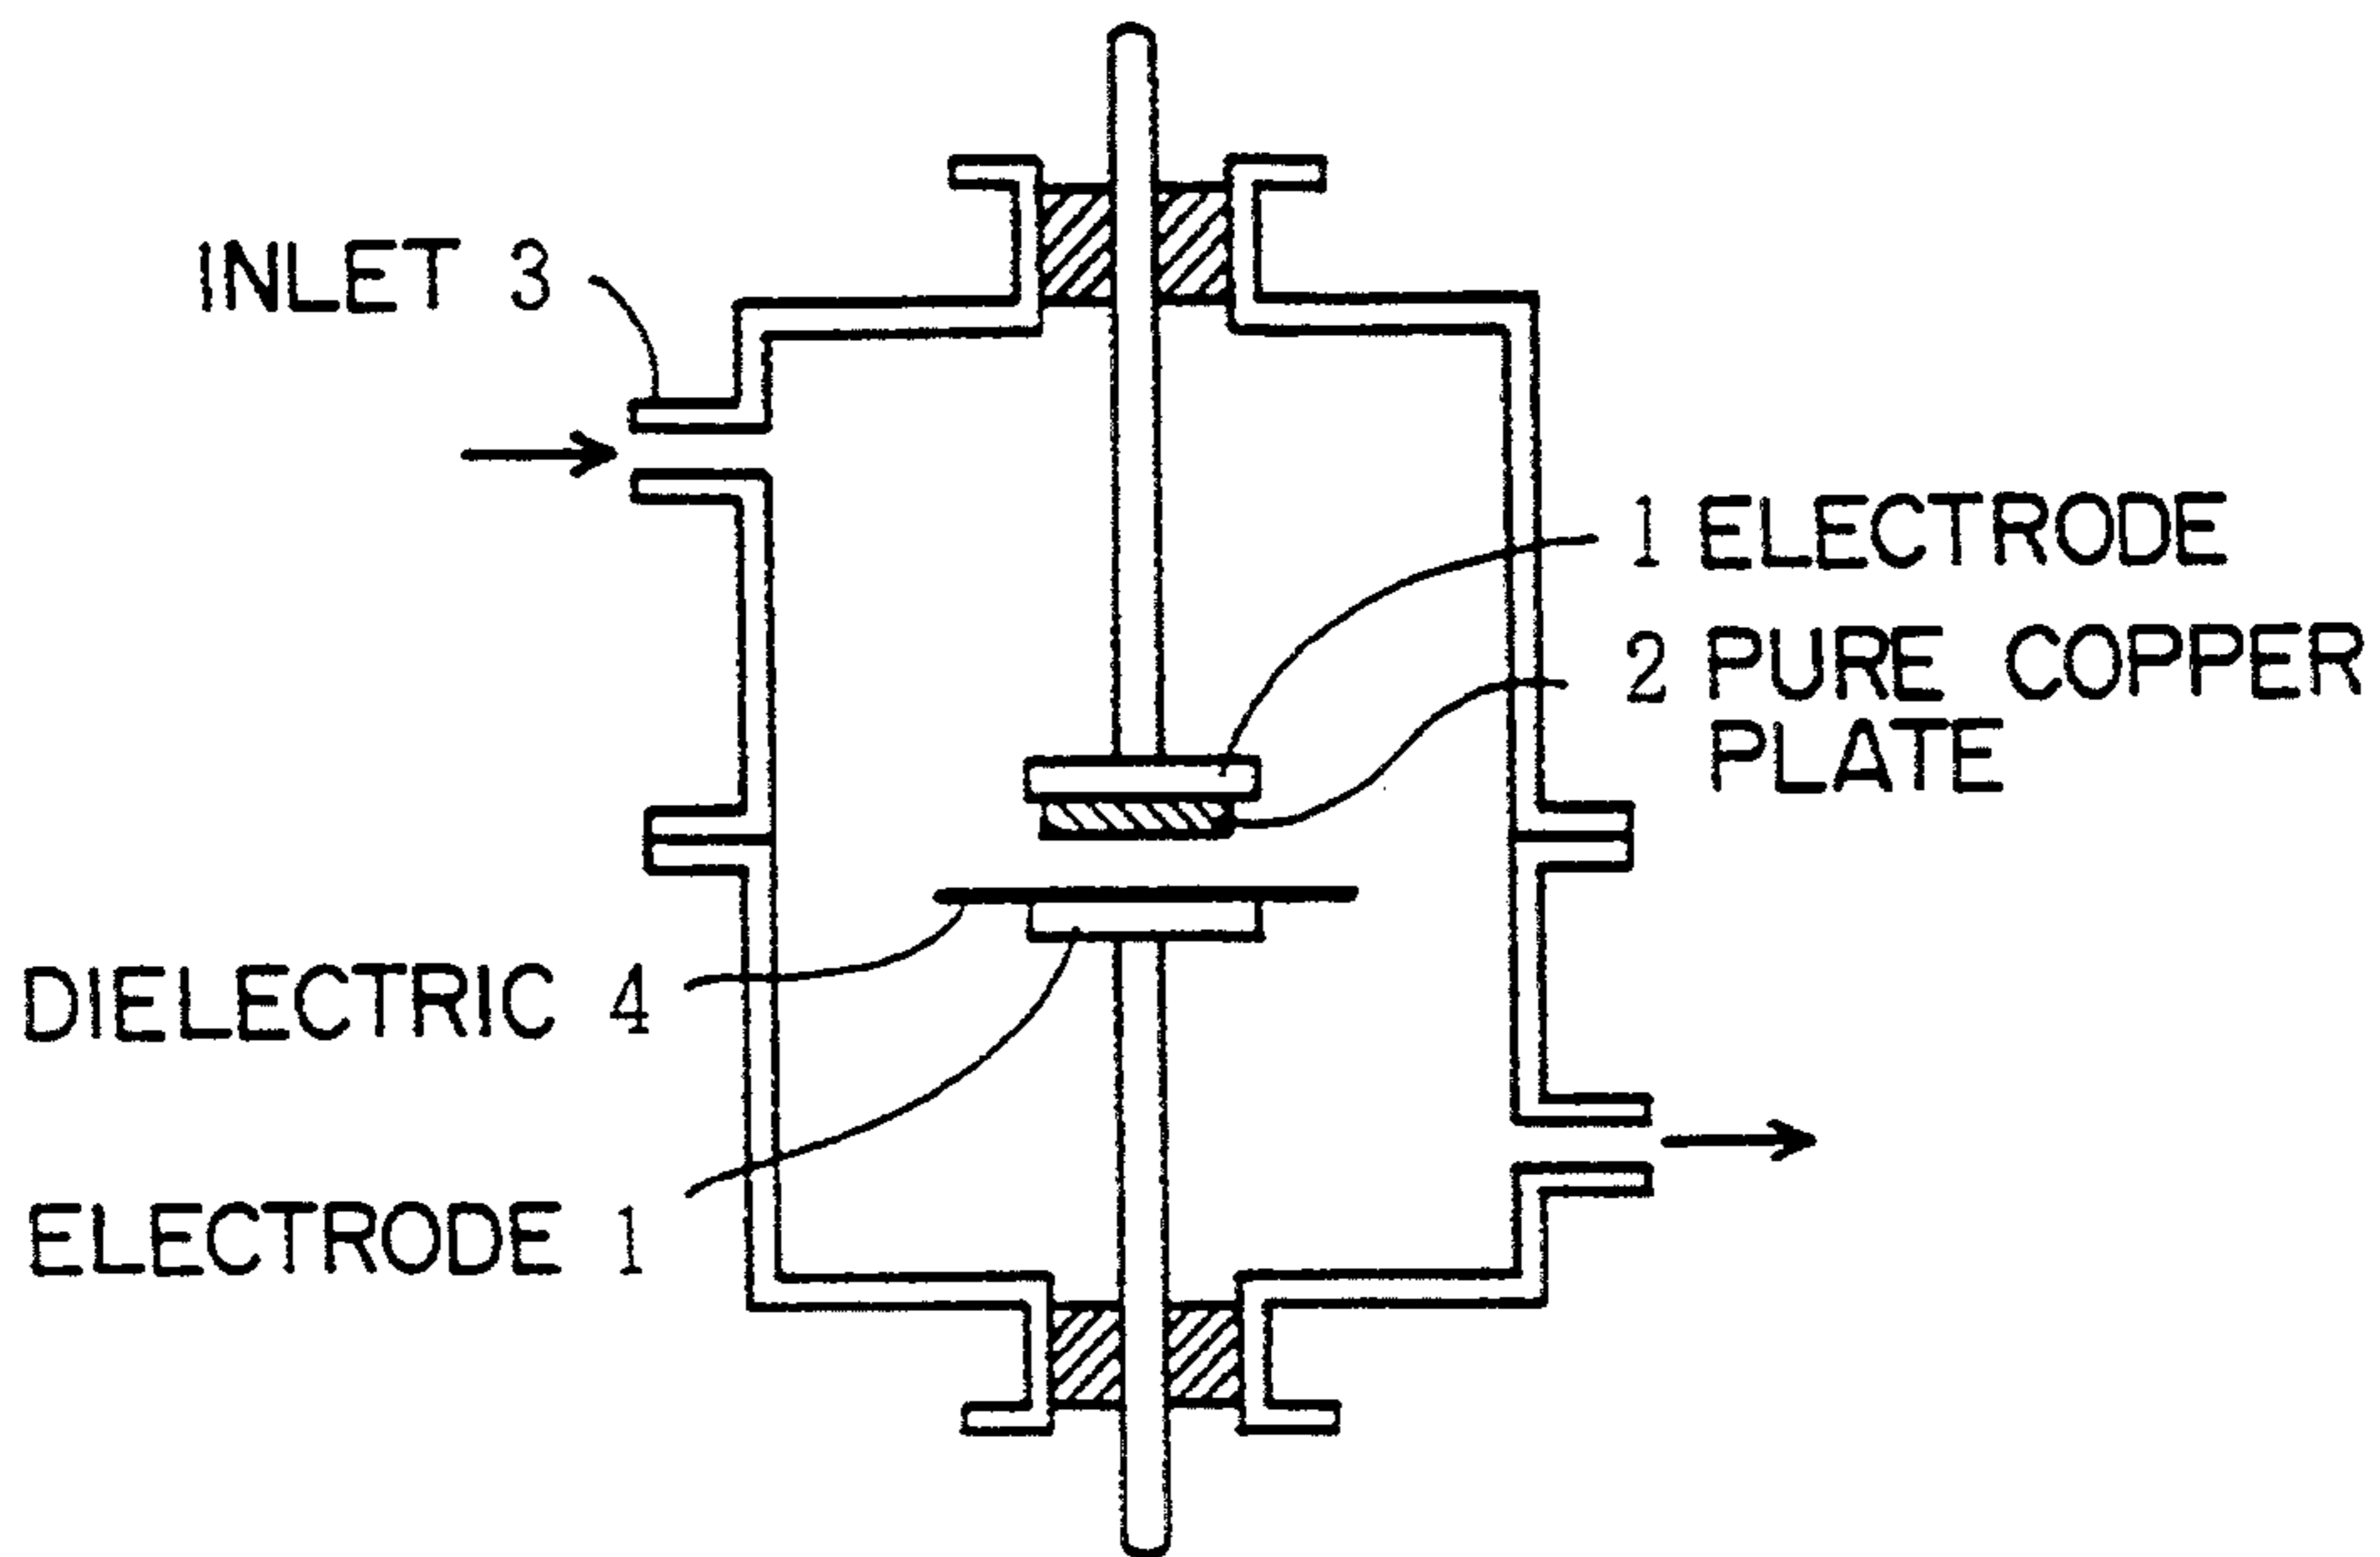 INLET 3
1 ELECTRODE
2 PURE COPPER
PLATE
DIELECTRIC 4
ELECTRODE 1